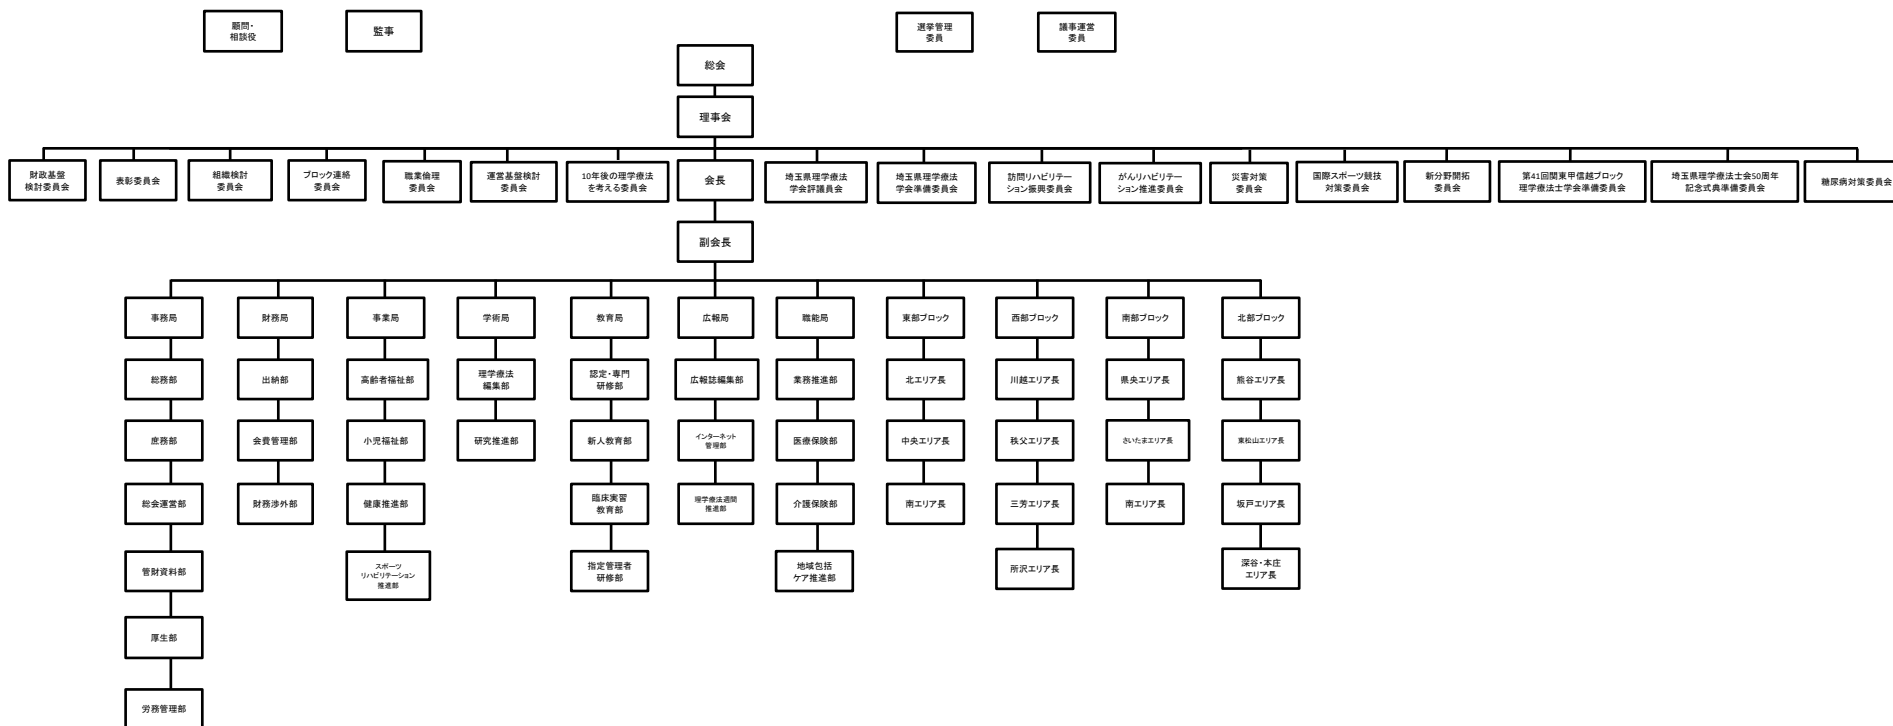 顧問・
相談役
監事
選挙管理
委員
議事運営
委員
総会
理事会
財政基盤
検討委員会
表彰委員会
組織検討
委員会
ブロック連絡
委員会
職業倫理
委員会
運営基盤検討
委員会
10年後の理学療法
を考える委員会
会長
埼玉県理学療法
学会評議員会
埼玉県理学療法
学会準備委員会
訪問リハビリテー
ション振興委員会
がんリハビリテー
ション推進委員会
災害対策
委員会
国際スポーツ競技
対策委員会
新分野開拓
委員会
第41回関東甲信越ブロック
理学療法士学会準備委員会
埼玉県理学療法士会50周年
記念式典準備委員会
糖尿病対策委員会
副会長
事務局
財務局
事業局
学術局
教育局
広報局
職能局
東部ブロック
西部ブロック
南部ブロック
北部ブロック
総務部
出納部
高齢者福祉部
理学療法
編集部
認定・専門
研修部
広報誌編集部
業務推進部
北エリア長
川越エリア長
県央エリア長
熊谷エリア長
庶務部
会費管理部
小児福祉部
研究推進部
新人教育部
インターネット
管理部
医療保険部
中央エリア長
秩父エリア長
さいたまエリア長
東松山エリア長
総会運営部
財務渉外部
健康推進部
臨床実習
教育部
理学療法週間
推進部
介護保険部
南エリア長
三芳エリア長
南エリア長
坂戸エリア長
管財資料部
スポーツ
リハビリテーション
推進部
指定管理者
研修部
地域包括
ケア推進部
所沢エリア長
深谷・本庄
エリア長
厚生部
労務管理部